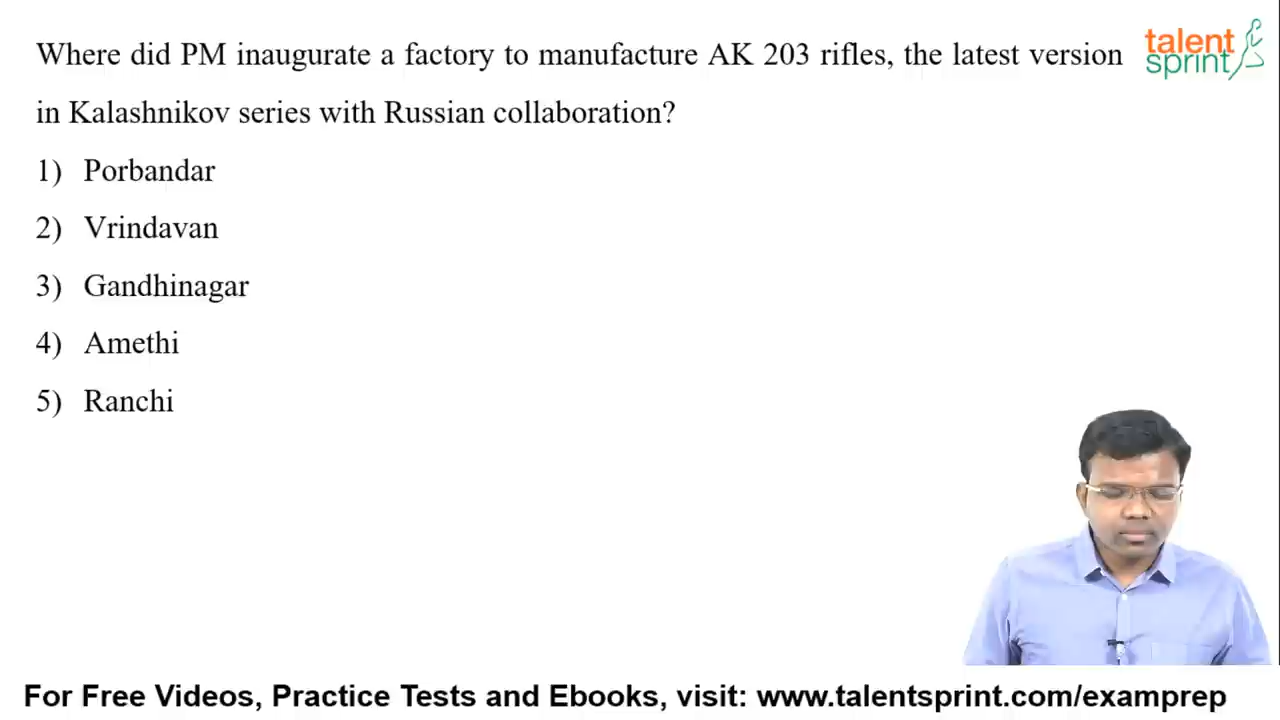 Where did PM inaugurate a factory to manufacture AK 203 rifles, the latest version
in Kalashnikov series with Russian collaboration?
talent
sprint
1) Porbandar
2) Vrindavan
3) Gandhinagar
4) Amethi
5) Ranchi
For Free Videos, Practice Tests and Ebooks, visit: www.talentsprint.com/examprep